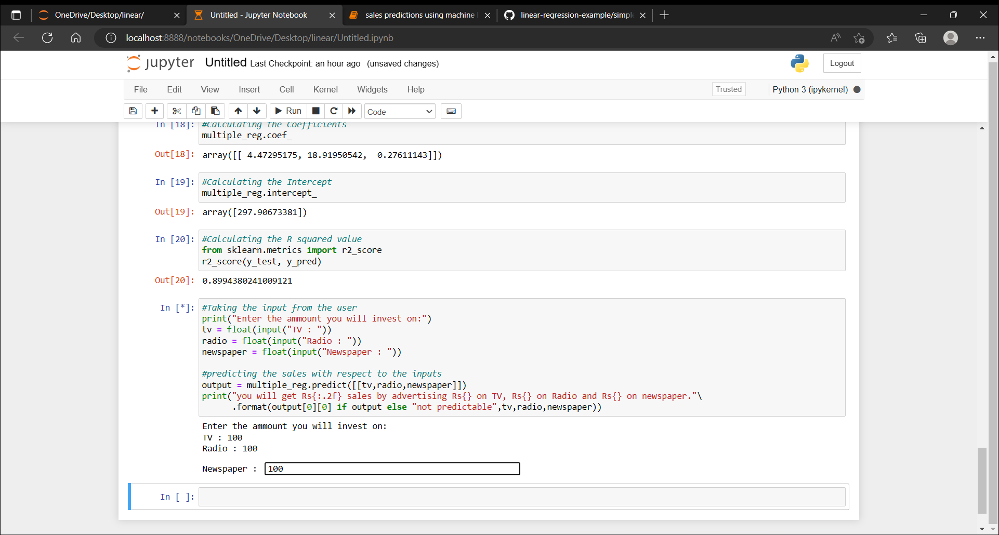 OneDrive/Desktop/linear/
Untitled - Jupyter Notebook
sales predictions using machine
linear-regression-example/simple
localhost:8888/notebooks/OneDrive/Desktop/linear/Untitled.ipynb
jupyter Untitled Last Checkpoint: an hour ago (unsaved changes)
Logout
File Edit View Insert Cell Kernel Widgets Help
Trusted
Python 3 (ipykernel)
Run
Code
In [18]: #Calculating the Coefficients
multiple_reg.coef_
Out[18]: array([[ 4.47295175, 18.91950542,  0.27611143]])
In [19]: #Calculating the Intercept
multiple_reg.intercept_
Out[19]: array([297.90673381])
In [20]: #Calculating the R squared value
from sklearn.metrics import r2_score
r2_score(y_test, y_pred)
Out[20]: 0.8994380241009121
In [*]: #Taking the input from the user
print("Enter the ammount you will invest on:")
tv = float(input("TV : "))
radio = float(input("Radio : "))
newspaper = float(input("Newspaper : "))
#predicting the sales with respect to the inputs
output = multiple_reg.predict([[tv,radio,newspaper]])
print("you will get Rs{:.2f} sales by advertising Rs{} on TV, Rs{} on Radio and Rs{} on newspaper."\
.format(output[0][0] if output else "not predictable",tv,radio,newspaper))
Enter the ammount you will invest on:
TV : 100
Radio : 100
Newspaper : 100
In [ ]: